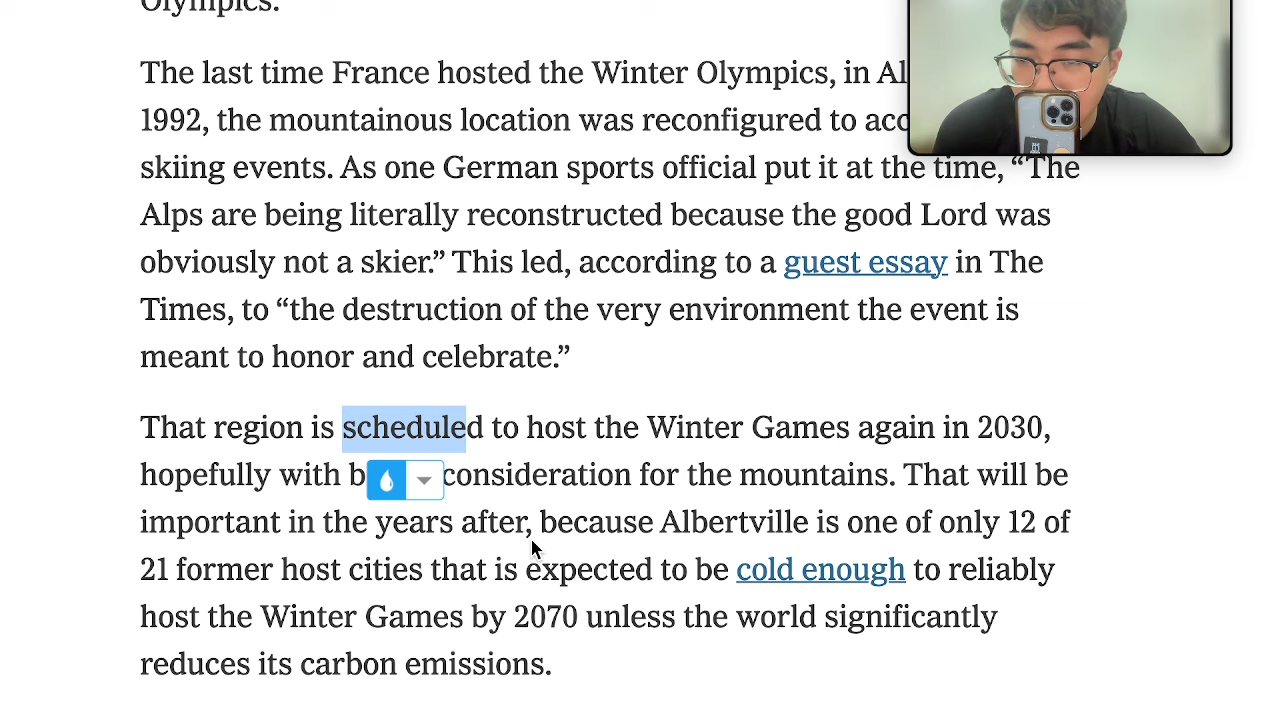 Olympics.
The last time France hosted the Winter Olympics, in
1992, the mountainous location was reconfigured to
skiing events. As one German sports official put it at the time, “The
Alps are being literally reconstructed because the good Lord was
obviously not a skier.” This led, according to a guest essay in The
Times, to “the destruction of the very environment the event is
meant to honor and celebrate.”
That region is scheduled to host the Winter Games again in 2030,
hopefully with consideration for the mountains. That will be
important in the years after, because Albertville is one of only 12 of
21 former host cities that is expected to be cold enough to reliably
host the Winter Games by 2070 unless the world significantly
reduces its carbon emissions.